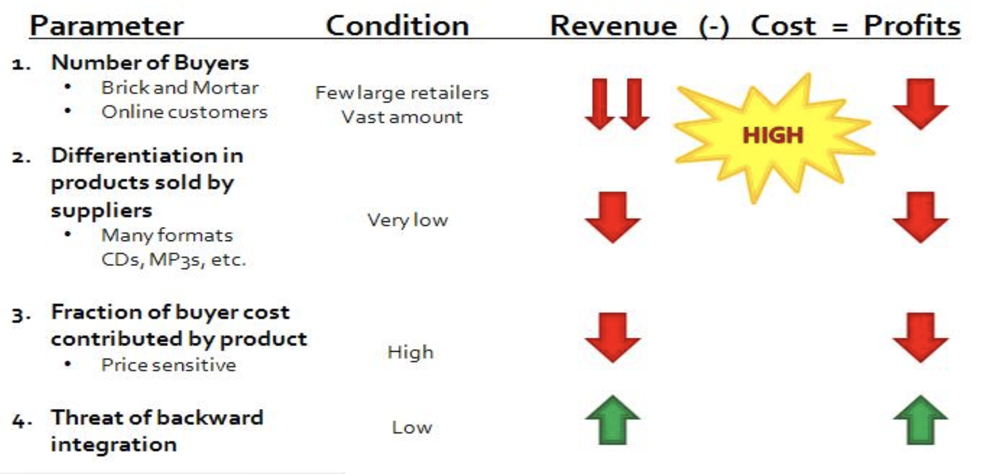 Parameter Condition Revenue (-) Cost = Profits
1. Number of Buyers
• Brick and Mortar Few large retailers
• Online customers Vast amount
HIGH
2. Differentiation in
products sold by
suppliers
Very low
• Many formats
CDs, MP3s, etc.
3. Fraction of buyer cost
contributed by product
High
• Price sensitive
4. Threat of backward
Low
integration